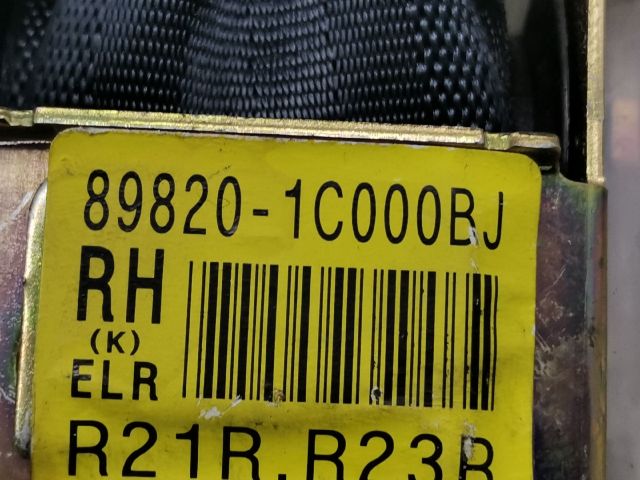 89820-1C000BJ
RH
(K)
ELR
R21R,R23R